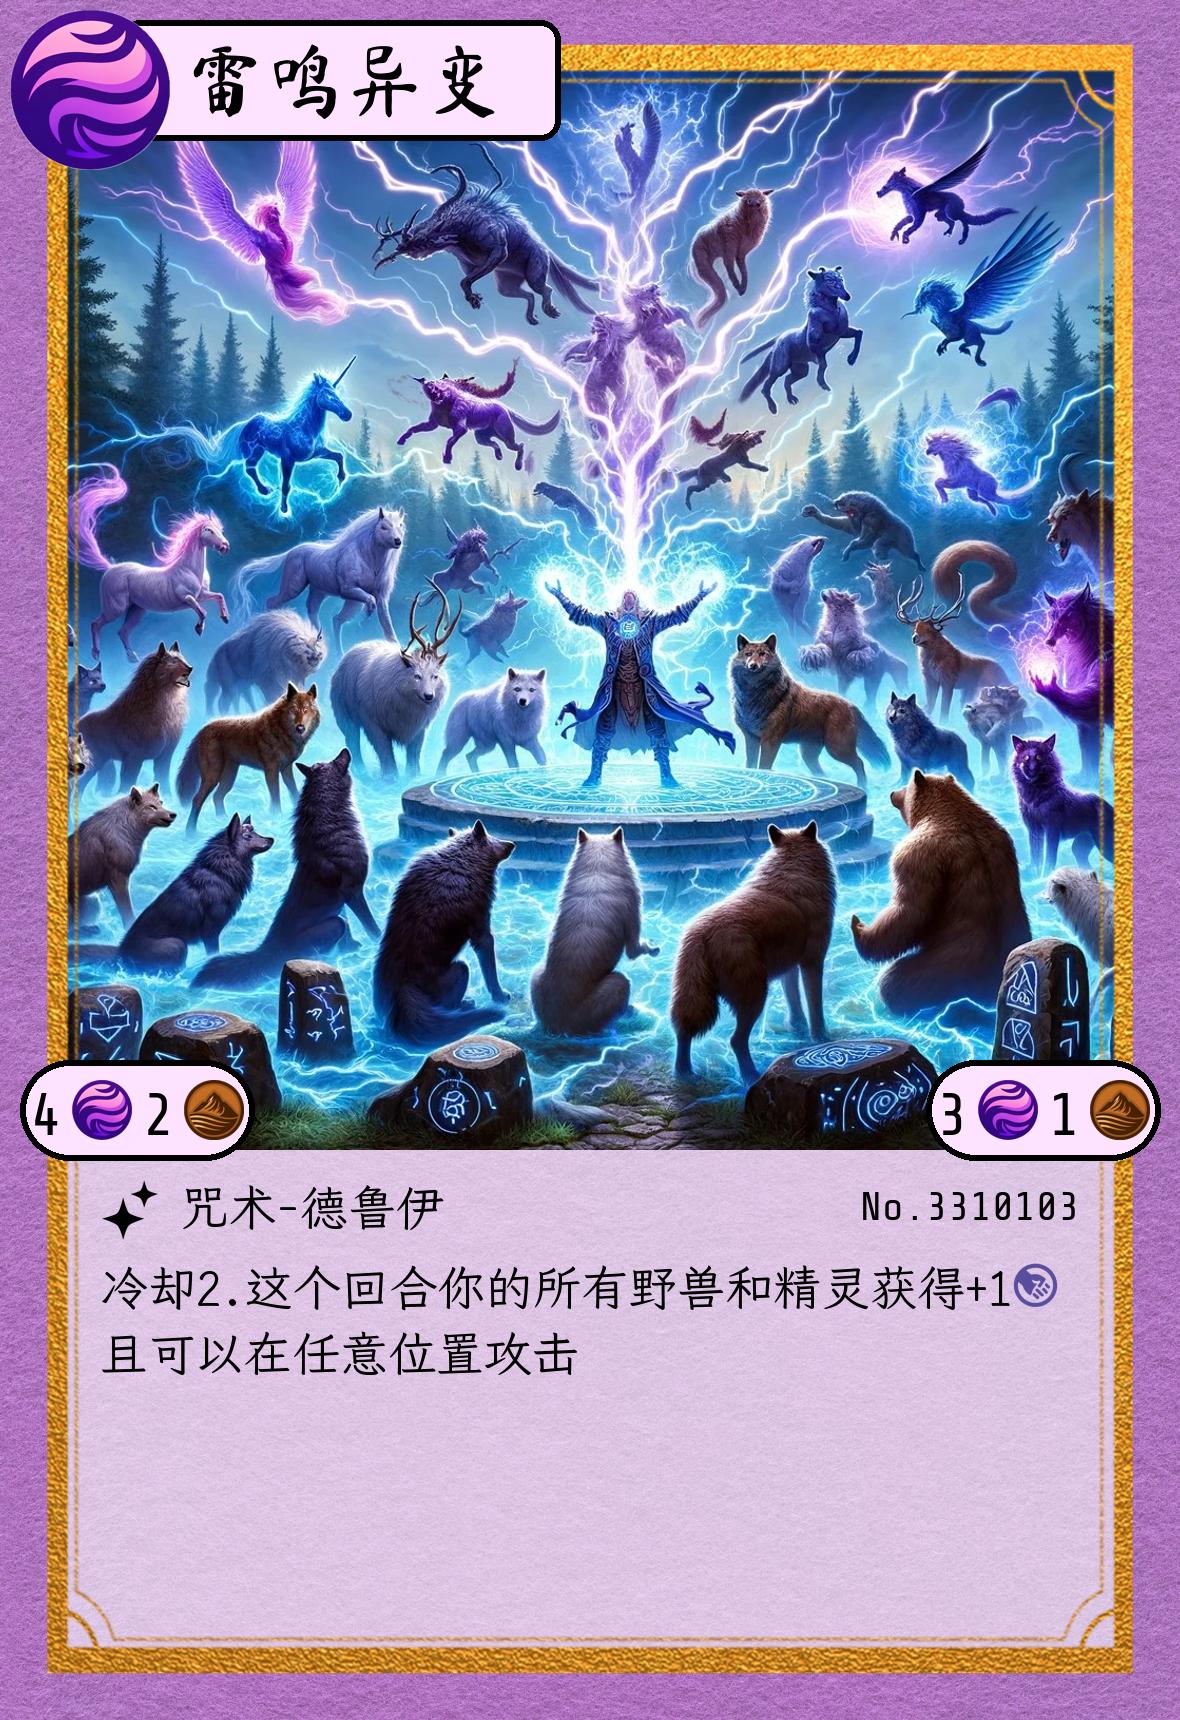 雷鸣异变
4 2
3 1
咒术-德鲁伊
No.3310103
冷却2.这个回合你的所有野兽和精灵获得+1
且可以在任意位置攻击